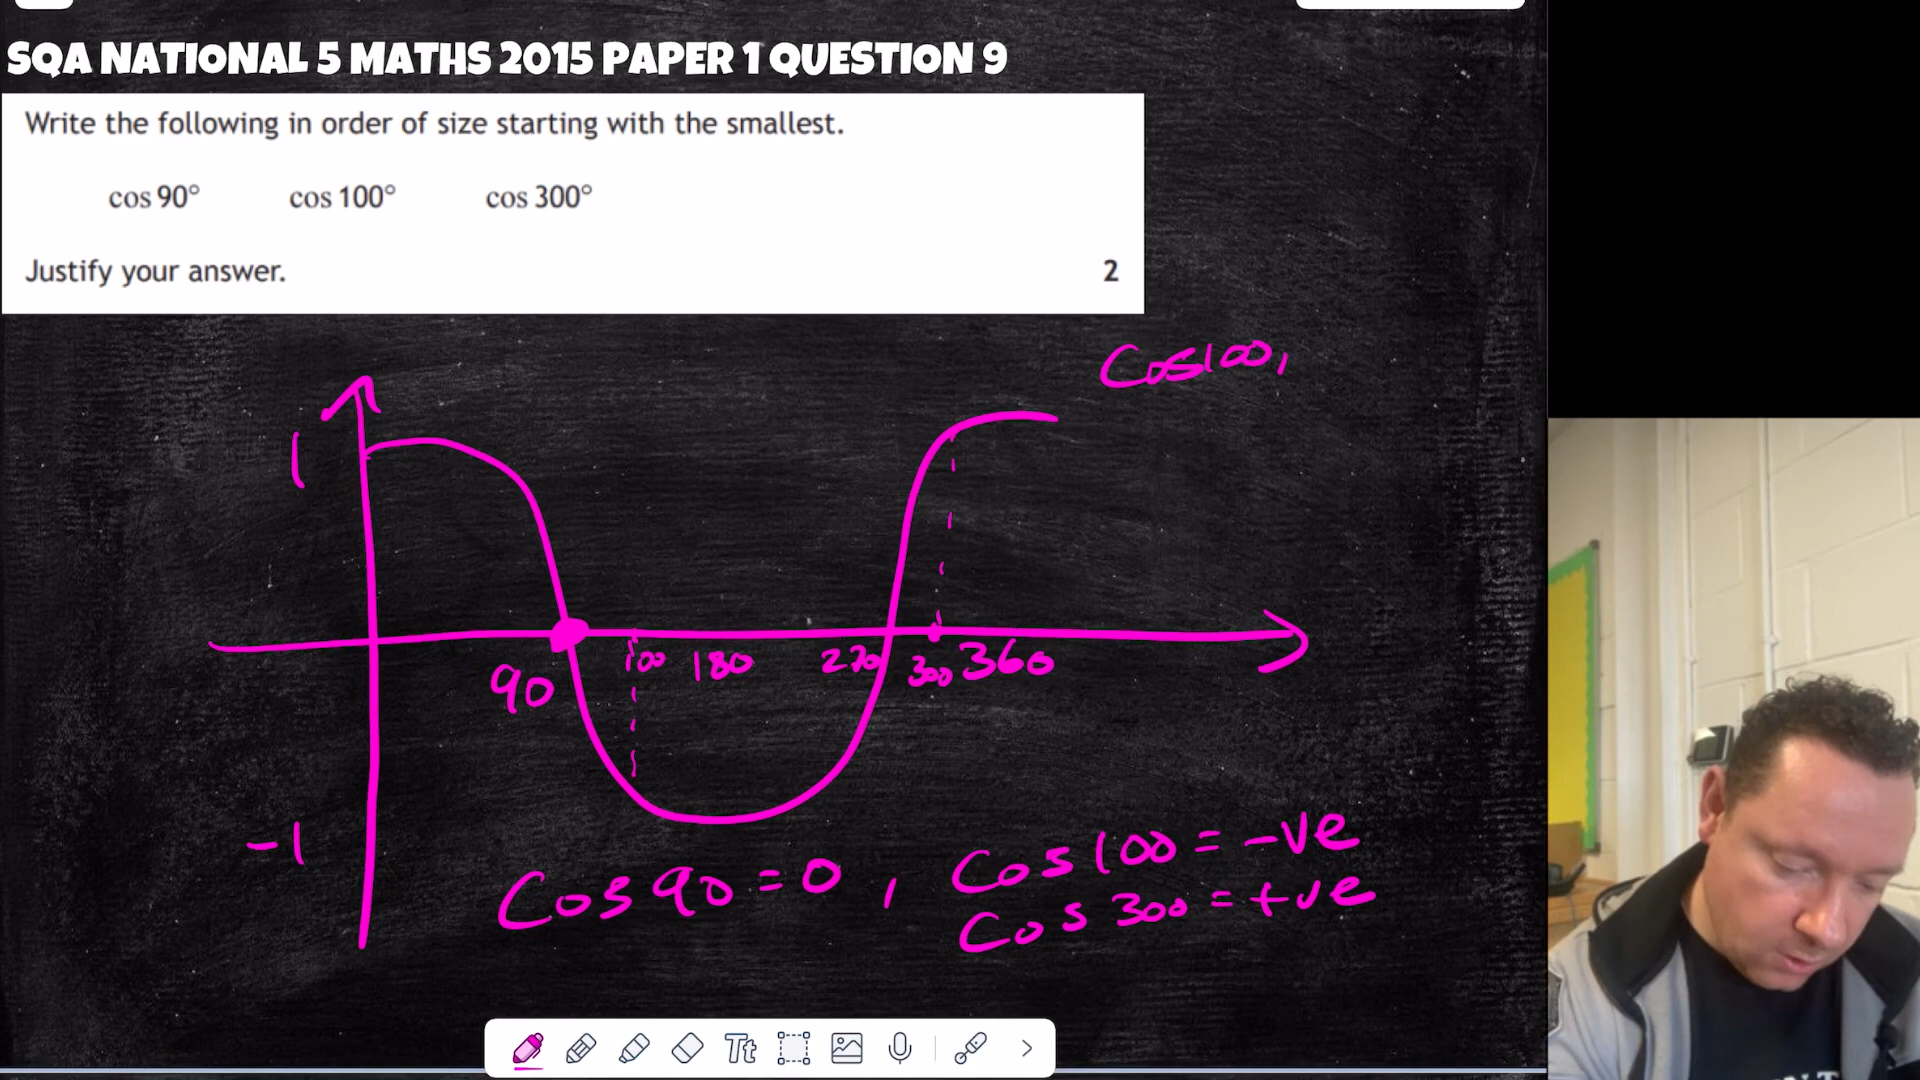 SQA NATIONAL 5 MATHS 2015 PAPER 1 QUESTION 9
Write the following in order of size starting with the smallest.
cos 90° cos 100° cos 300°
Justify your answer. 2
Cos100,
1
90 100 180 270 300 360
-1
Cos 90 = 0 , Cos 100 = -ve
Cos 300 = +ve
Tt